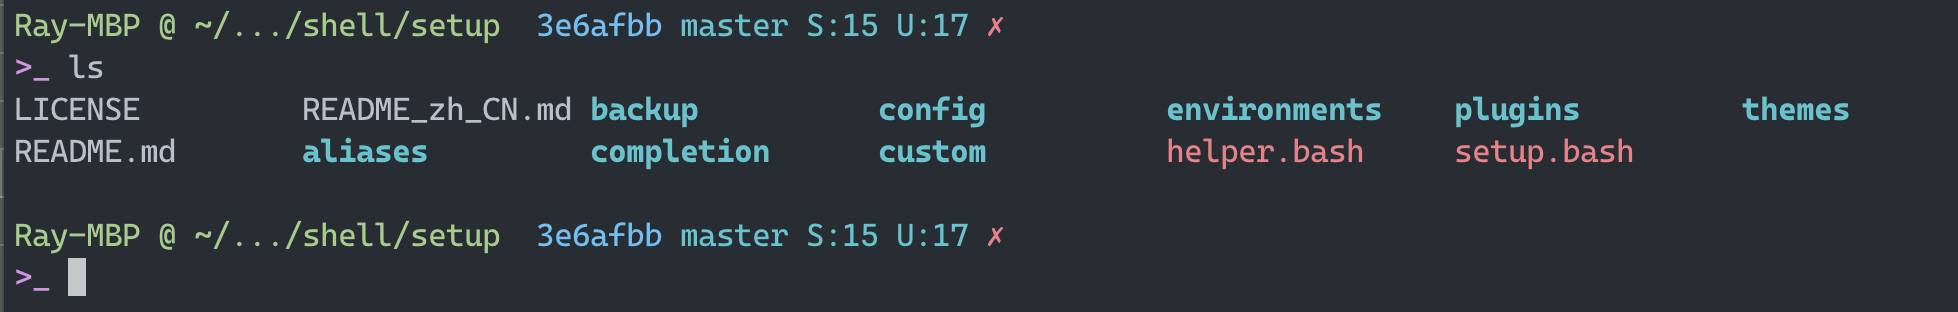 Ray-MBP @ ~/.../shell/setup  3e6afbb master S:15 U:17 ✗
>_ ls
LICENSE         README_zh_CN.md backup          config          environments    plugins         themes
README.md       aliases         completion      custom          helper.bash     setup.bash
Ray-MBP @ ~/.../shell/setup  3e6afbb master S:15 U:17 ✗
>_